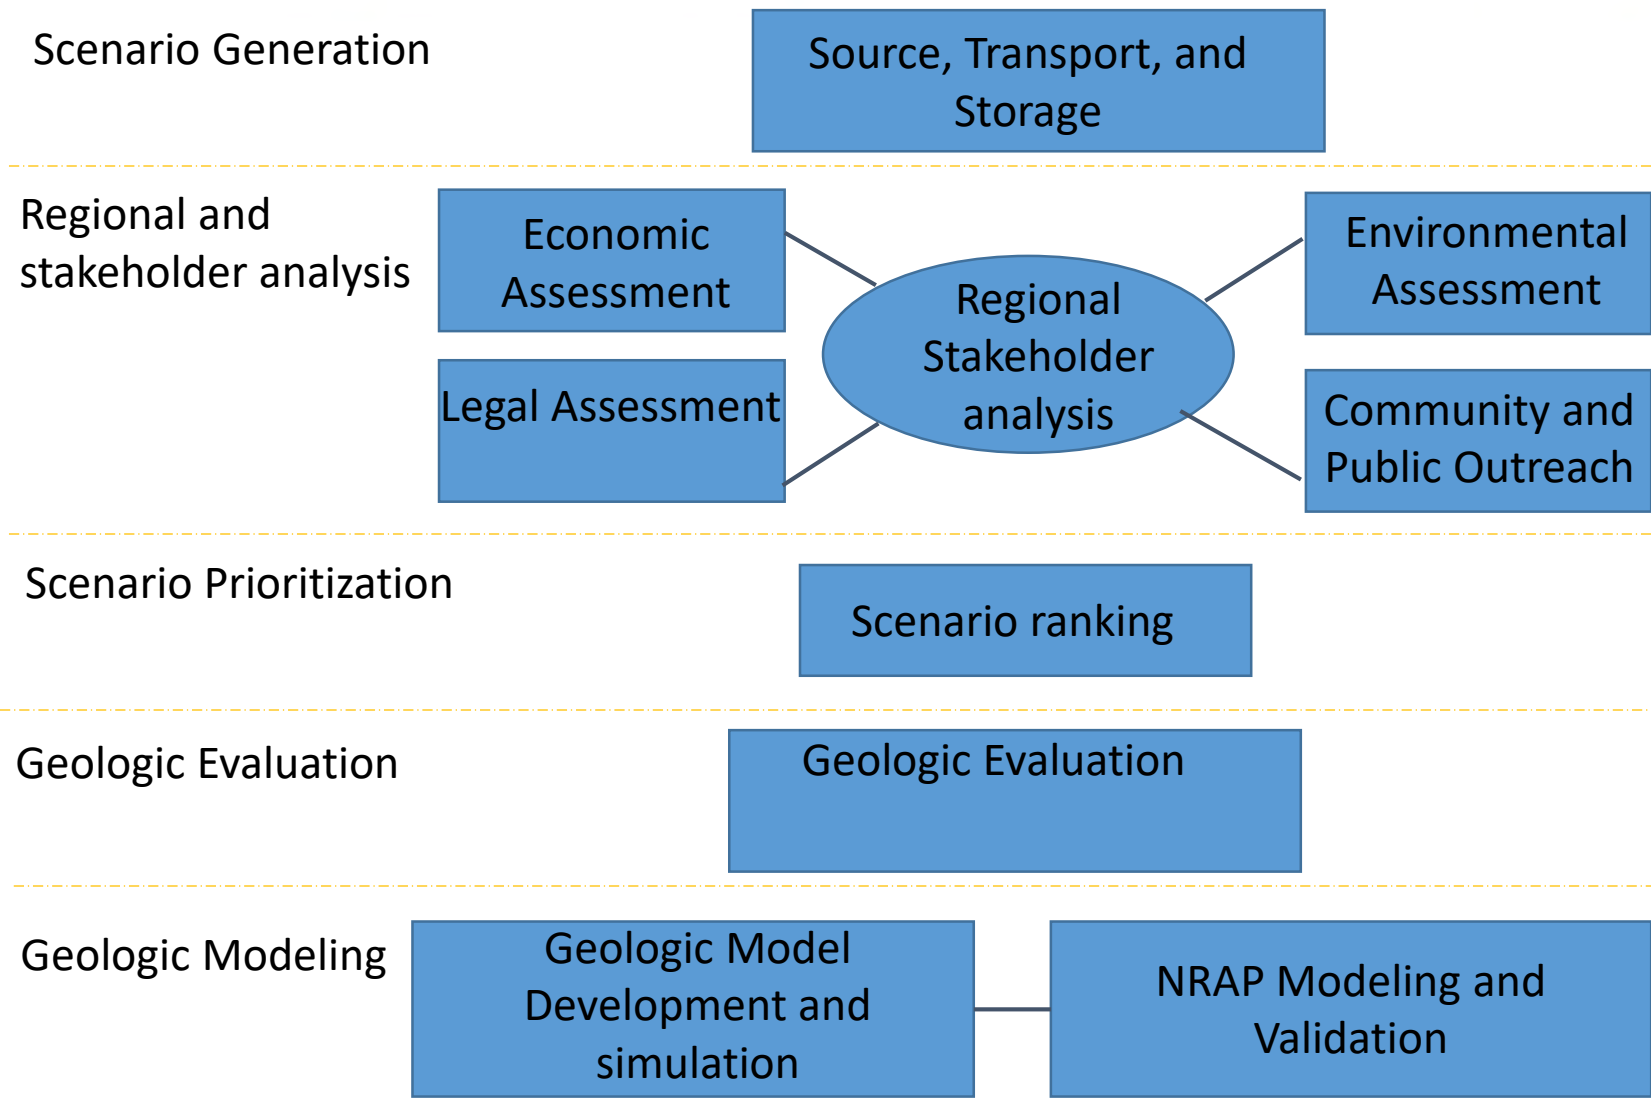 Scenario Generation
Source, Transport, and
Storage
Regional and
stakeholder analysis
Economic
Assessment
Legal Assessment
Regional
Stakeholder
analysis
Environmental
Assessment
Community and
Public Outreach
Scenario Prioritization
Scenario ranking
Geologic Evaluation
Geologic Evaluation
Geologic Modeling
Geologic Model
Development and
simulation
NRAP Modeling and
Validation